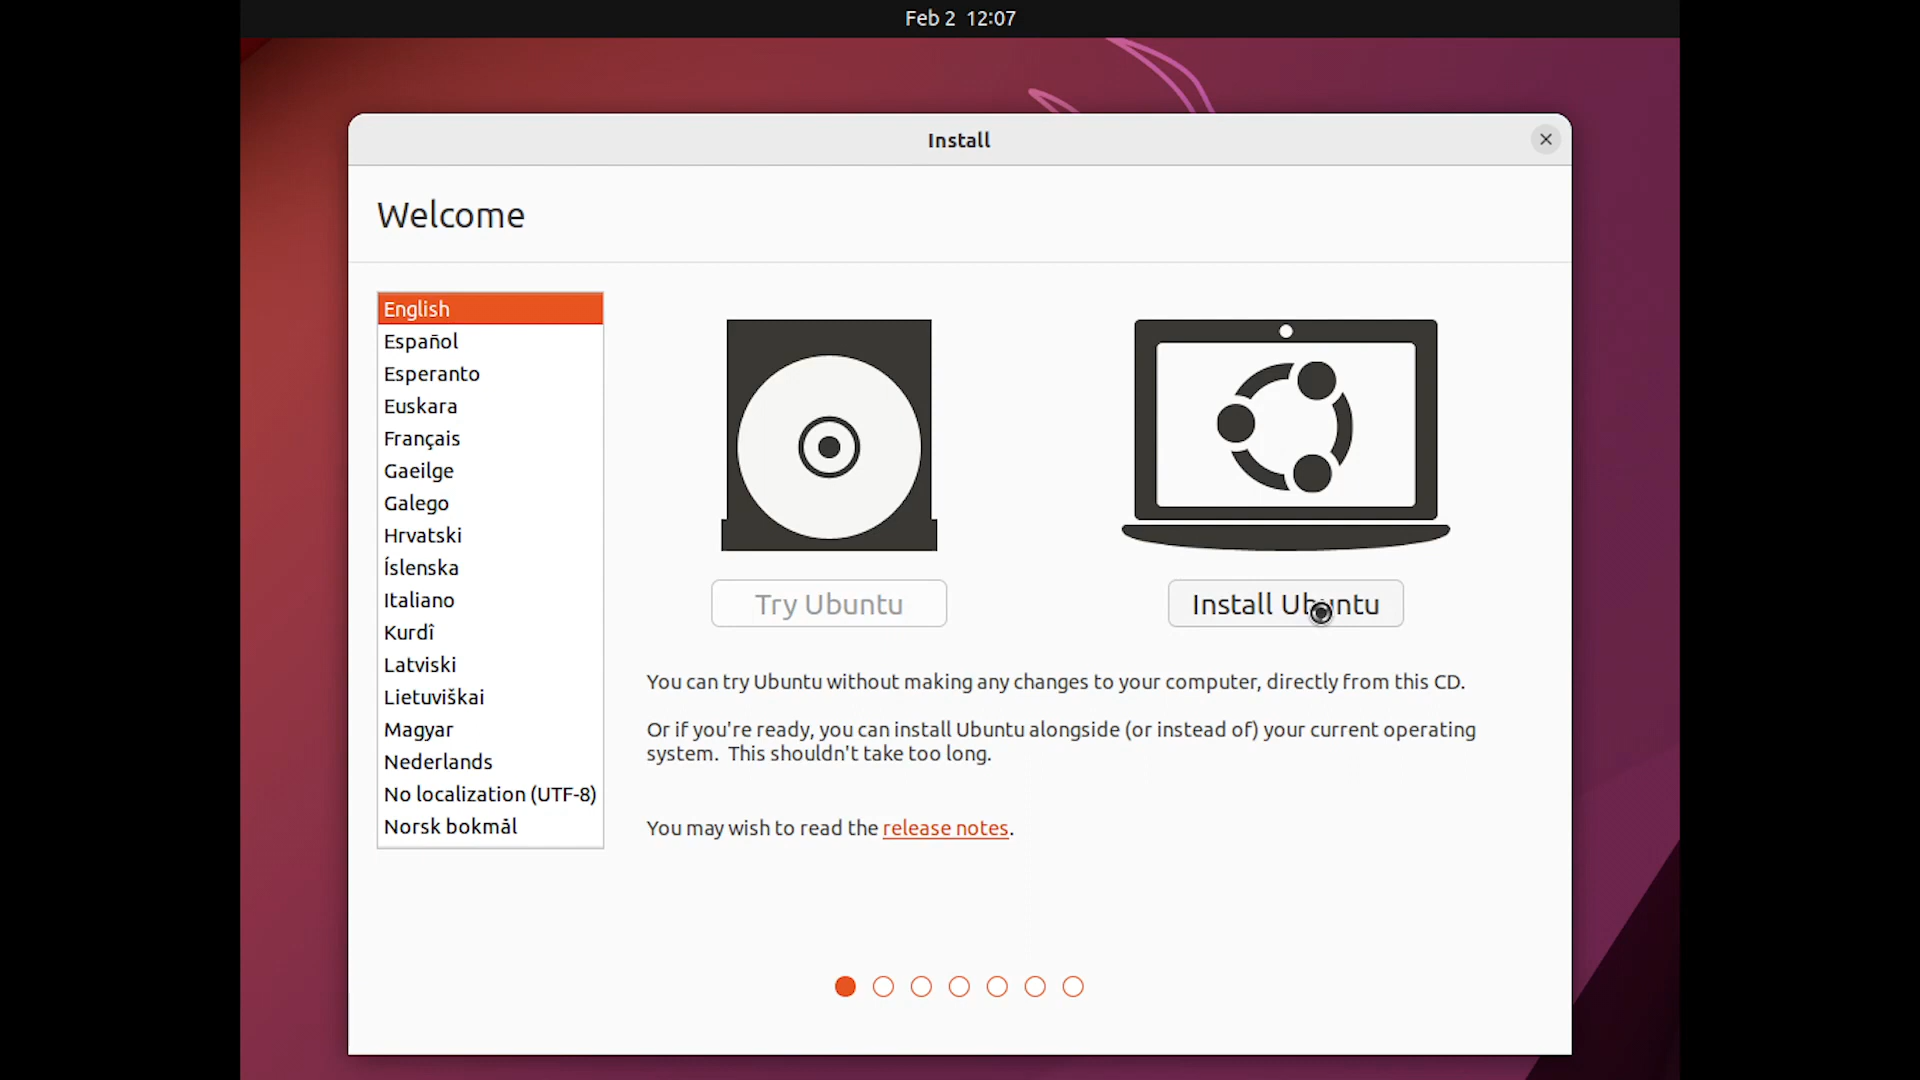 Feb 2  12:07
Install
Welcome
English
Español
Esperanto
Euskara
Français
Gaeilge
Galego
Hrvatski
Íslenska
Italiano
Kurdî
Latviski
Lietuviškai
Magyar
Nederlands
No localization (UTF-8)
Norsk bokmål
Try Ubuntu
Install Ubuntu
You can try Ubuntu without making any changes to your computer, directly from this CD.
Or if you're ready, you can install Ubuntu alongside (or instead of) your current operating
system.  This shouldn't take too long.
You may wish to read the release notes.